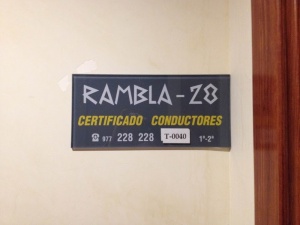 RAMBLA-28
CERTIFICADO CONDUCTORES
☎ 977 228 228 T-0040 1º-2ª